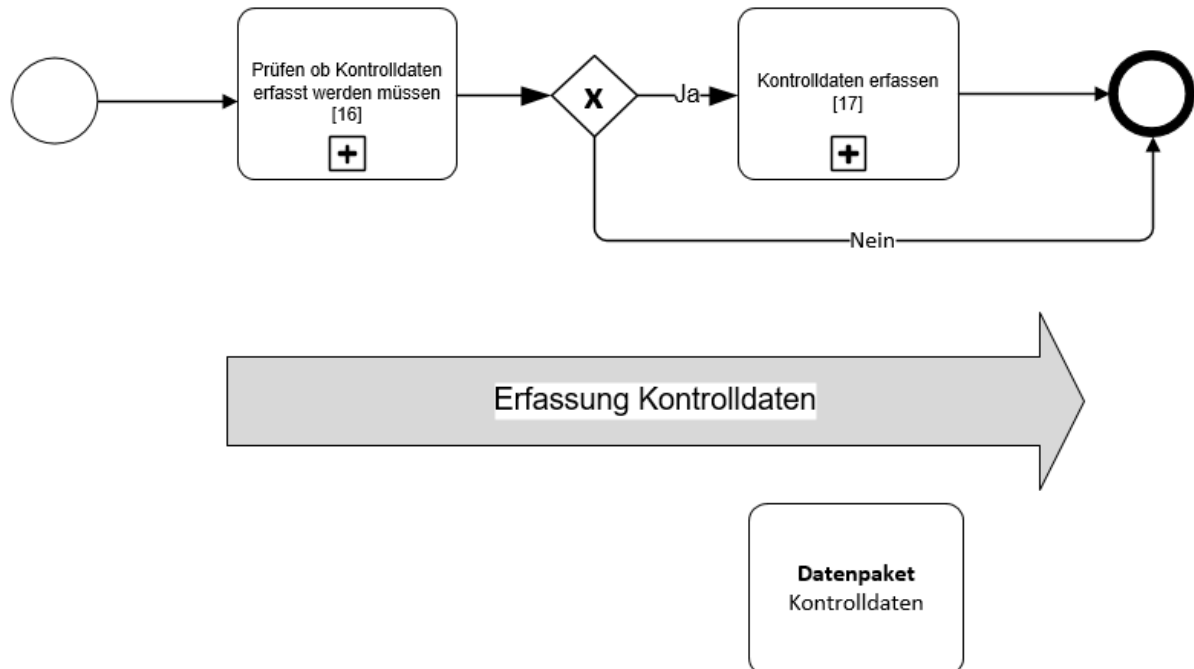 Prüfen ob Kontrolldaten
erfasst werden müssen
[16]
X
Ja
Kontrolldaten erfassen
[17]
Nein
Erfassung Kontrolldaten
Datenpaket
Kontrolldaten